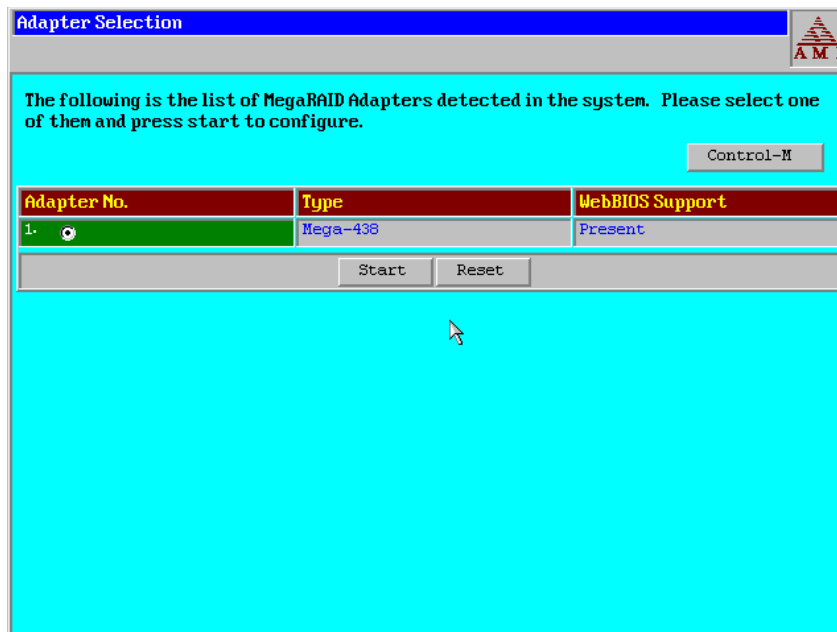 Adapter Selection
The following is the list of MegaRAID Adapters detected in the system. Please select one
of them and press start to configure.
Control-M
Adapter No. Type WebBIOS Support
1. Mega-438 Present
Start Reset